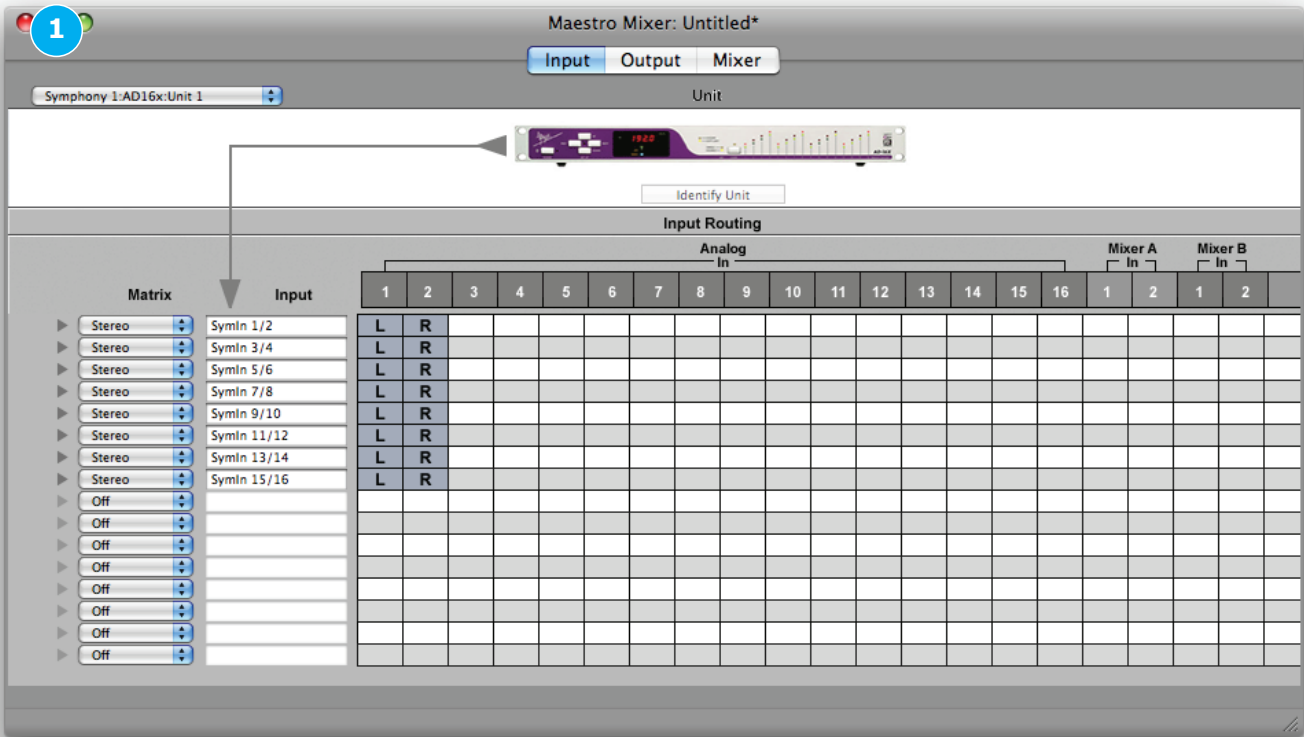 1
Maestro Mixer: Untitled*
Input Output Mixer
Symphony 1:AD16x:Unit 1
Unit
192.0
AD-16X
Identify Unit
Input Routing
Analog Mixer A Mixer B
In In In
Matrix Input 1 2 3 4 5 6 7 8 9 10 11 12 13 14 15 16 1 2 1 2
Stereo SymIn 1/2 L R
Stereo SymIn 3/4 L R
Stereo SymIn 5/6 L R
Stereo SymIn 7/8 L R
Stereo SymIn 9/10 L R
Stereo SymIn 11/12 L R
Stereo SymIn 13/14 L R
Stereo SymIn 15/16 L R
Off
Off
Off
Off
Off
Off
Off
Off